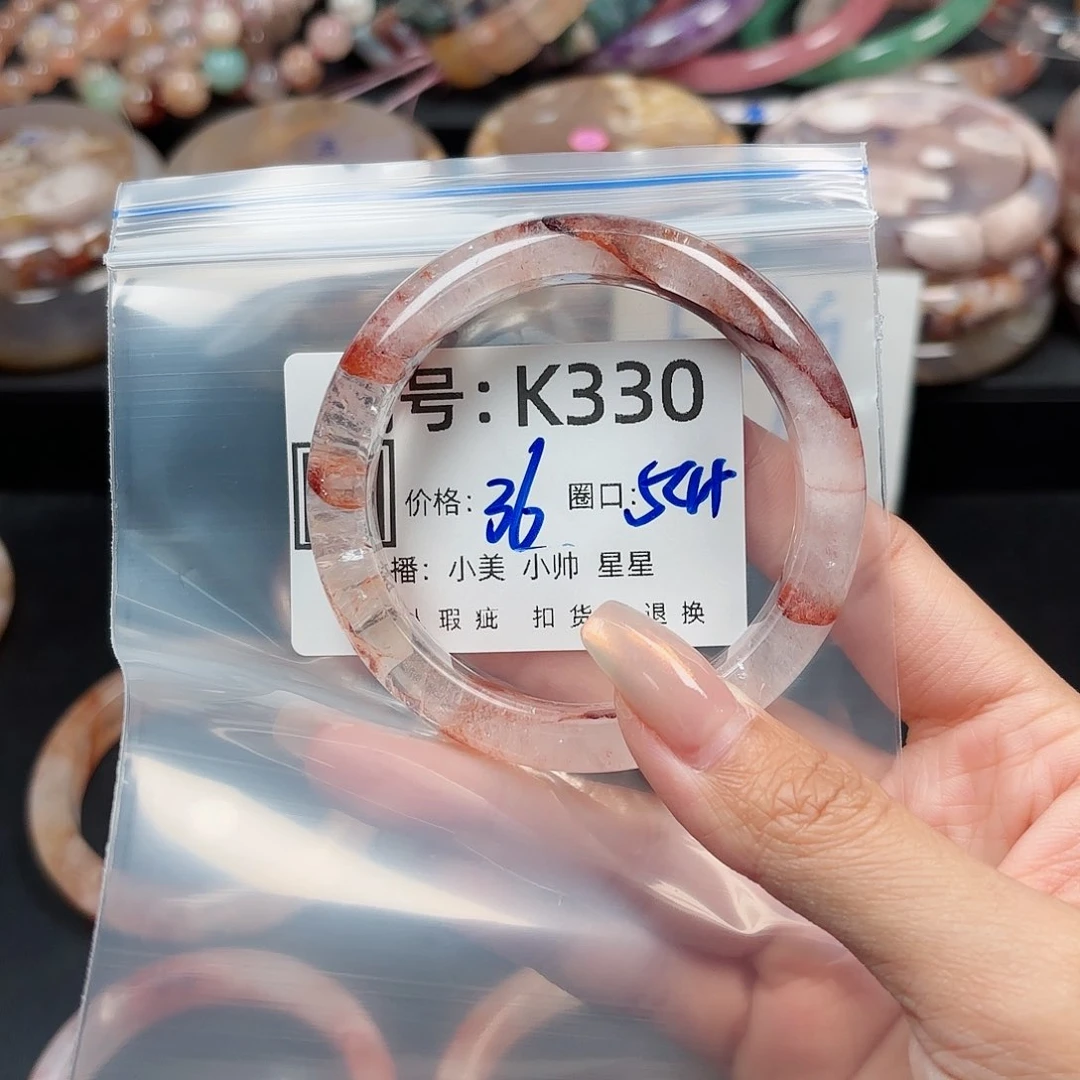 号:K330
价格:36 圈口:54
播: 小美 小帅 星星
瑕疵 扣货 退换